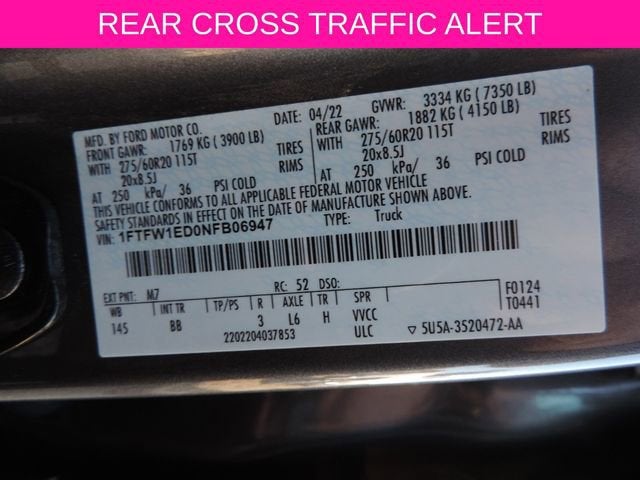 REAR CROSS TRAFFIC ALERT
MFD. BY FORD MOTOR CO.
DATE: 04/22 GVWR: 3334 KG ( 7350 LB)
FRONT GAWR: 1769 KG (3900 LB) REAR GAWR: 1882 KG ( 4150 LB)
WITH 275/60R20 115T TIRES WITH 275/60R20 115T TIRES
20x8.5J RIMS 20x8.5J RIMS
AT 250 kPa/ 36 PSI COLD AT 250 kPa/ 36 PSI COLD
THIS VEHICLE CONFORMS TO ALL APPLICABLE FEDERAL MOTOR VEHICLE
SAFETY STANDARDS IN EFFECT ON THE DATE OF MANUFACTURE SHOWN ABOVE.
VIN: 1FTFW1ED0NFB06947 TYPE: Truck
EXT PNT: M7 RC: 52 DSO: F0124
WB INT TR TP/PS R AXLE TR SPR T0441
145 BB 3 L6 H VVCC
2202204037853 ULC 5U5A-3520472-AA